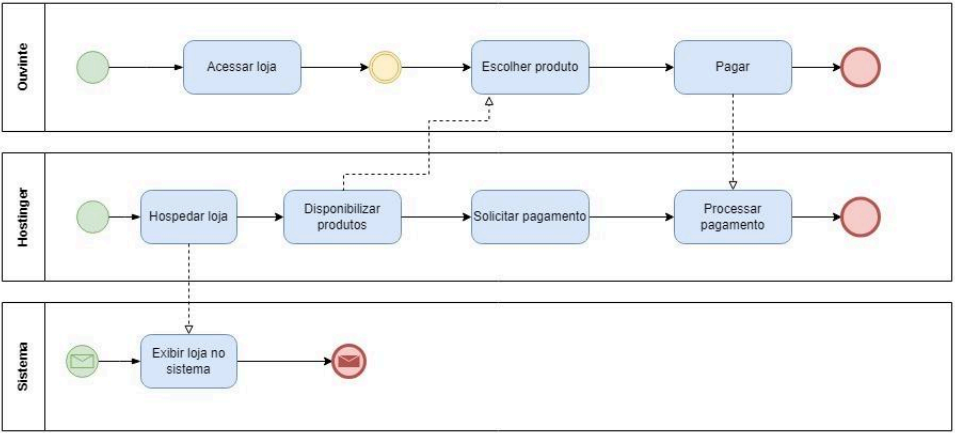 Ouvinte
Acessar loja
Escolher produto
Pagar
Hostinger
Hospedar loja
Disponibilizar
produtos
Solicitar pagamento
Processar
pagamento
Sistema
Exibir loja no
sistema